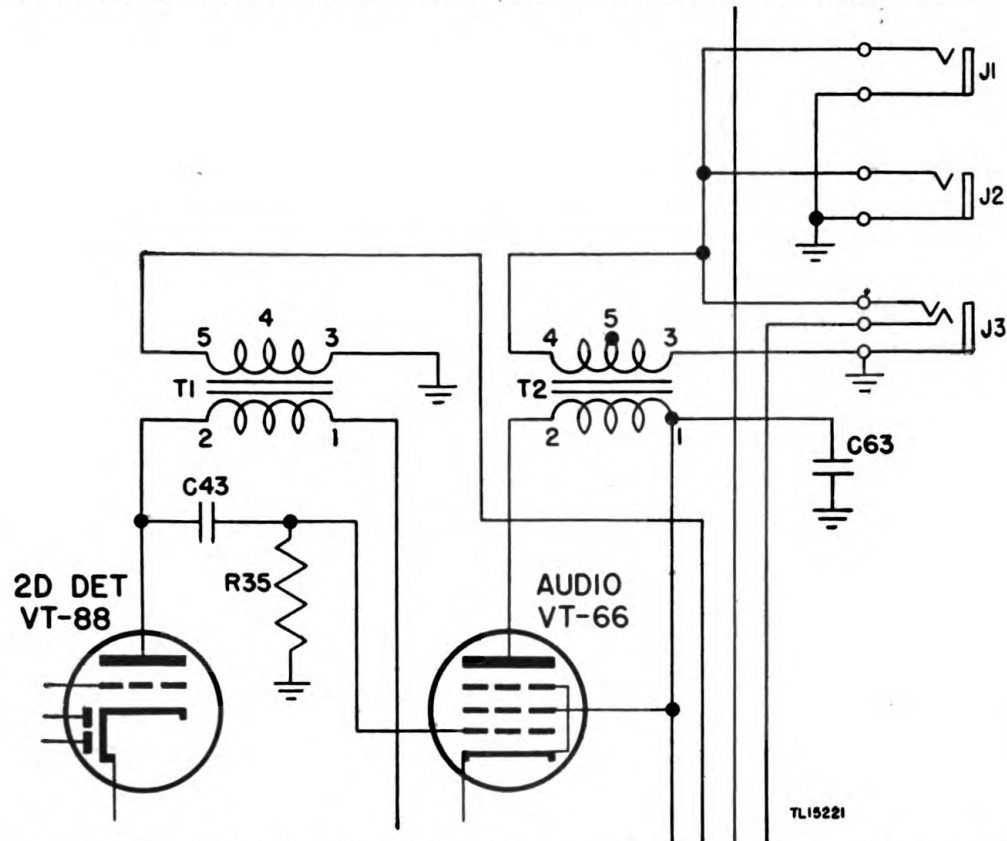 J1
J2
J3
5 4 3
T1
2 1
4 5 3
T2
2 1
C63
C43
R35
2D DET
VT-88
AUDIO
VT-66
TL15221